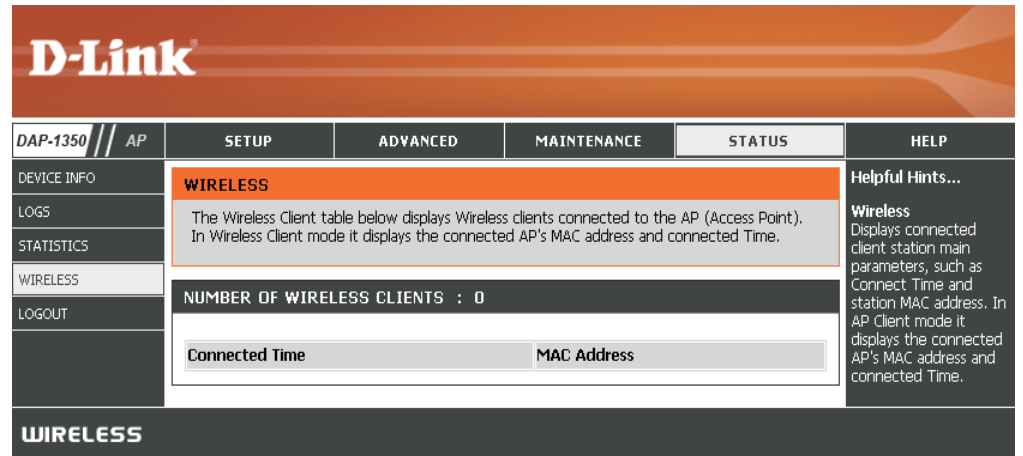 D-Link
DAP-1350 // AP
SETUP
ADVANCED
MAINTENANCE
STATUS
HELP
DEVICE INFO
LOGS
STATISTICS
WIRELESS
LOGOUT
WIRELESS
The Wireless Client table below displays Wireless clients connected to the AP (Access Point).
In Wireless Client mode it displays the connected AP's MAC address and connected Time.
NUMBER OF WIRELESS CLIENTS : 0
Connected Time
MAC Address
Helpful Hints...
Wireless
Displays connected
client station main
parameters, such as
Connect Time and
station MAC address. In
AP Client mode it
displays the connected
AP's MAC address and
connected Time.
WIRELESS